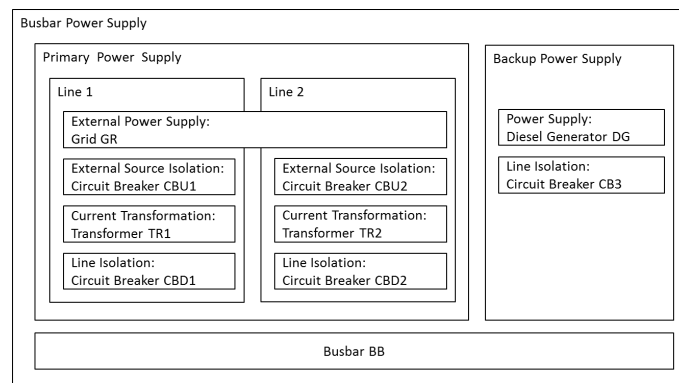 Busbar Power Supply
Primary Power Supply
Line 1
Line 2
External Power Supply:
Grid GR
External Source Isolation:
Circuit Breaker CBU1
Current Transformation:
Transformer TR1
Line Isolation:
Circuit Breaker CBD1
External Source Isolation:
Circuit Breaker CBU2
Current Transformation:
Transformer TR2
Line Isolation:
Circuit Breaker CBD2
Backup Power Supply
Power Supply:
Diesel Generator DG
Line Isolation:
Circuit Breaker CB3
Busbar BB